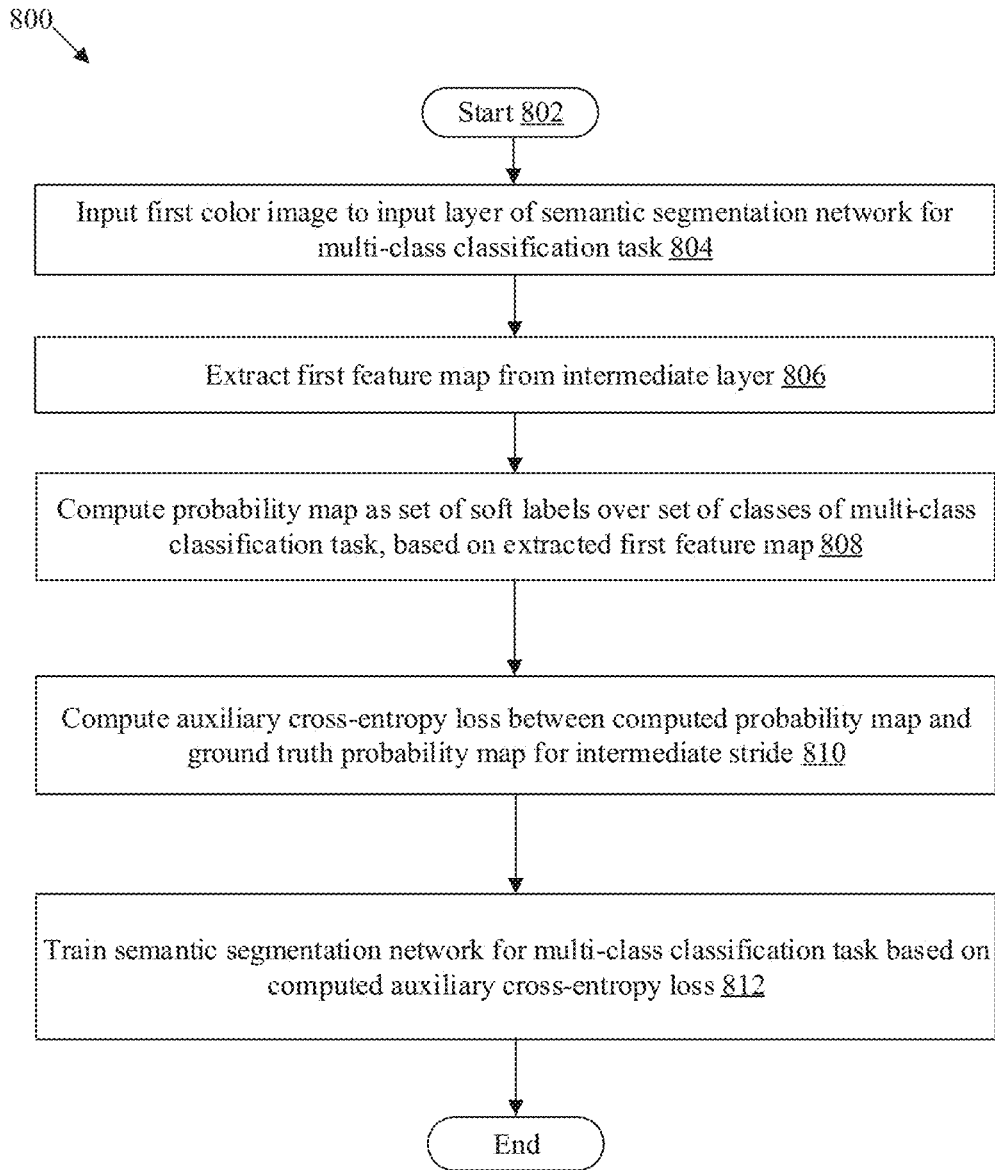 800
Start 802
Input first color image to input layer of semantic segmentation network for
multi-class classification task 804
Extract first feature map from intermediate layer 806
Compute probability map as set of soft labels over set of classes of multi-class
classification task, based on extracted first feature map 808
Compute auxiliary cross-entropy loss between computed probability map and
ground truth probability map for intermediate stride 810
Train semantic segmentation network for multi-class classification task based on
computed auxiliary cross-entropy loss 812
End